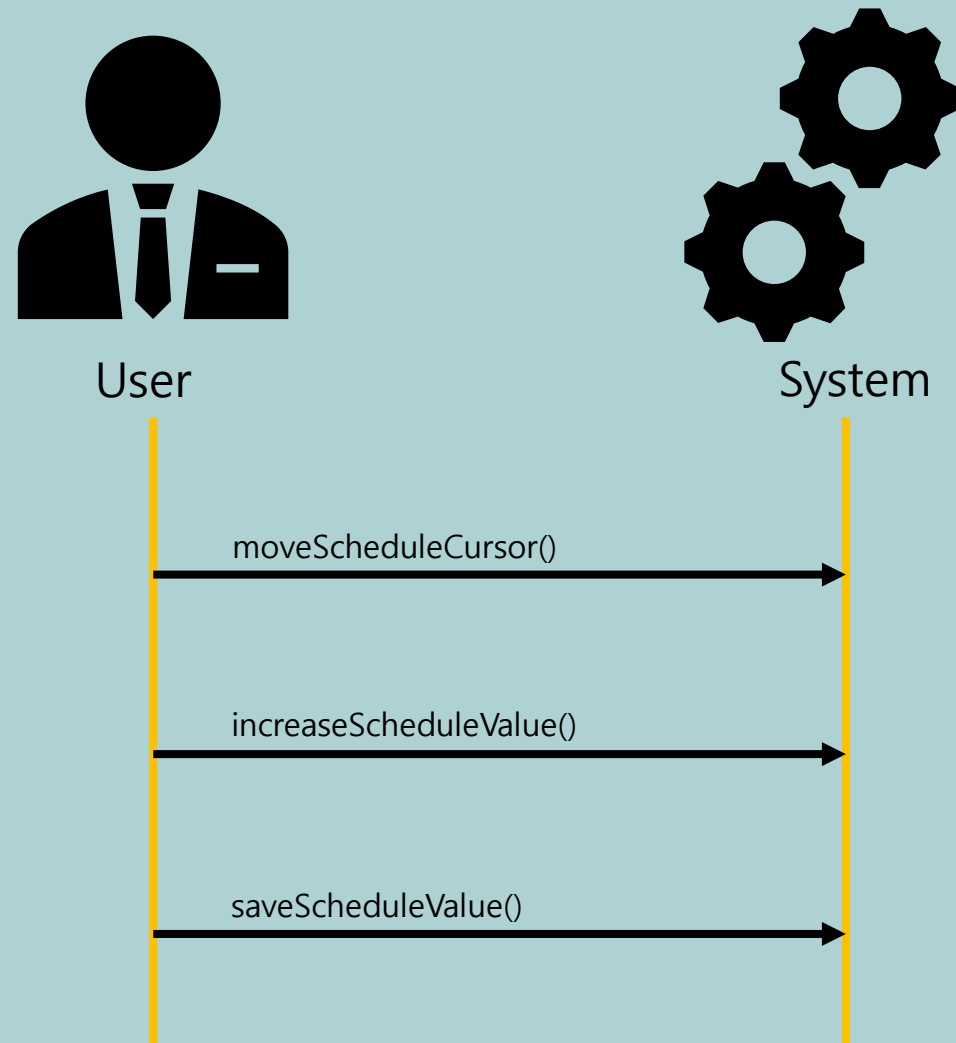 User
System
moveScheduleCursor()
increaseScheduleValue()
saveScheduleValue()